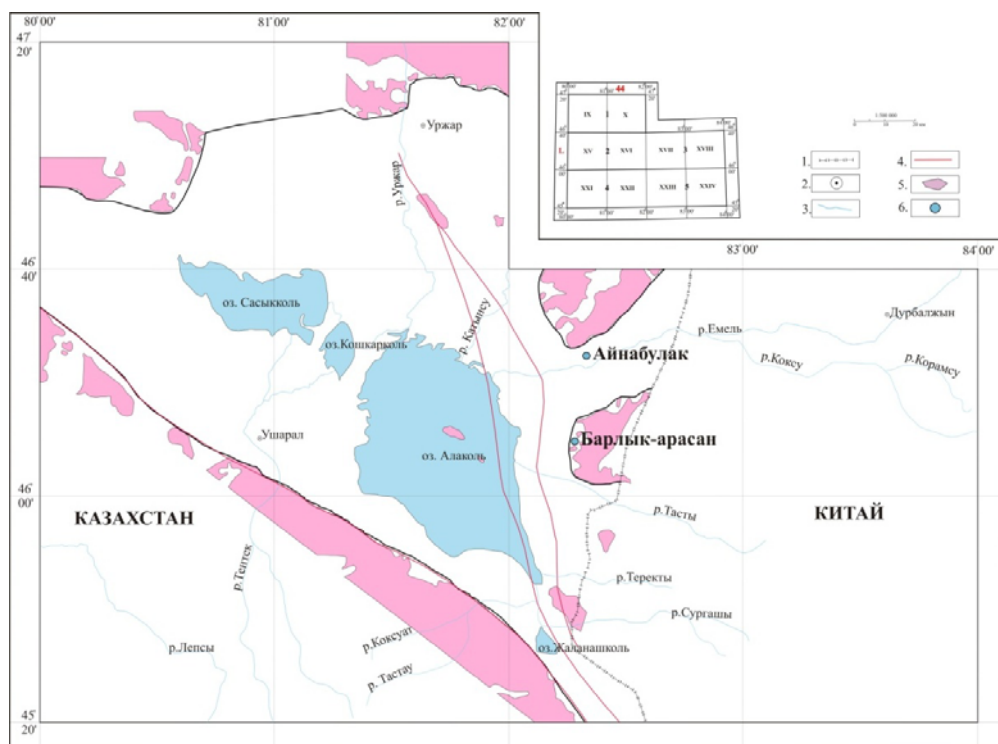 80°00'
81°00'
82°00'
47°
20'
44
IX 1 X
L
XV 2 XVI XVII 3 XVIII
XXI 4 XXII XXIII 5 XXIV
1.
2.
3.
4.
5.
6.
Уржар
р.Уржар
83°00'
84°00'
46°
40'
оз. Сасыкколь
оз.Кошкарколь
р. Катынсу
Дурбалжын
р.Емель
Айнабулак
р.Коксу
р.Корамсу
Ушарал
Барлык-арасан
оз. Алаколь
46°
00'
КАЗАХСТАН
КИТАЙ
р.Тасты
р.Тентек
р.Теректы
р.Сургашы
р.Лепсы
р.Коксуат
оз.Жаланашколь
р. Тастау
45°
20'